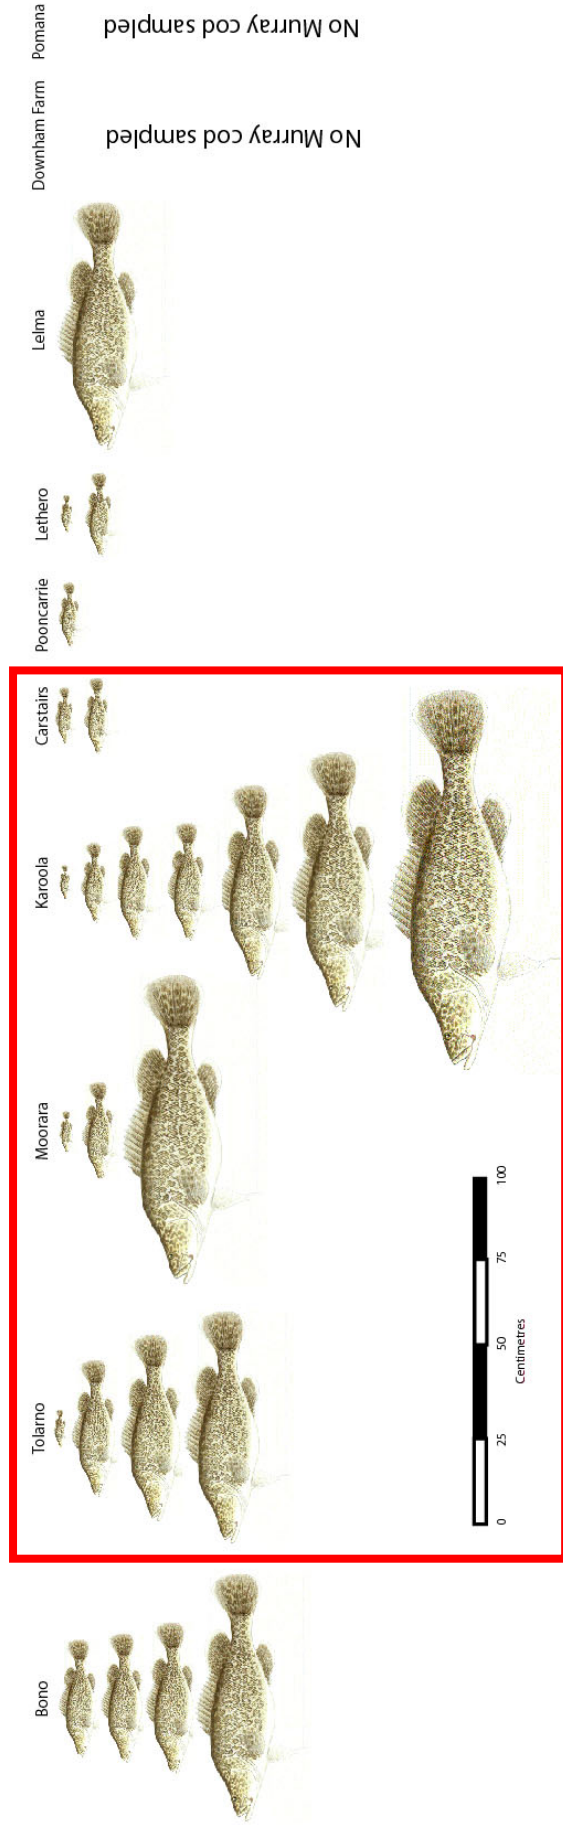 Bono
Tolarno
Moorara
Karoola
Carstairs
Pooncarrie
Lethero
Lelma
Downham Farm
Pomana
No Murray cod sampled
No Murray cod sampled
0
25
50
75
100
Centimetres